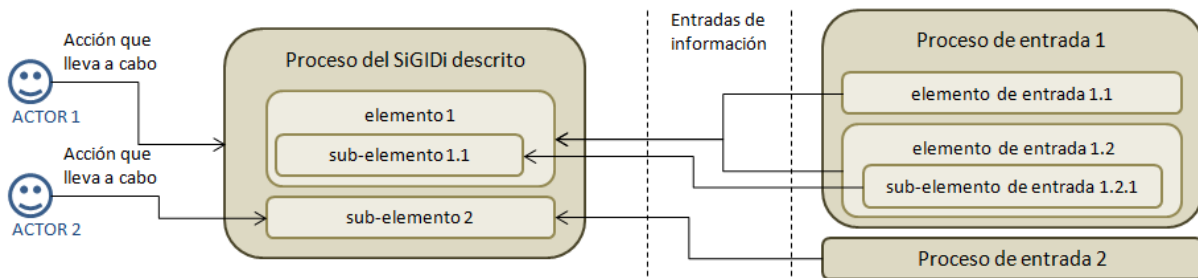 Acción que
lleva a cabo
ACTOR 1
Acción que
lleva a cabo
ACTOR 2
Proceso del SiGIDi descrito
elemento 1
sub-elemento 1.1
sub-elemento 2
Entradas de
información
Proceso de entrada 1
elemento de entrada 1.1
elemento de entrada 1.2
sub-elemento de entrada 1.2.1
Proceso de entrada 2